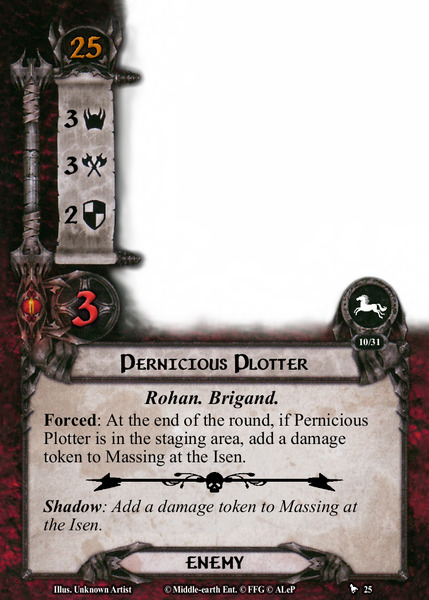 25
3
3
2
3
10/31
Pernicious Plotter
Rohan. Brigand.
Forced: At the end of the round, if Pernicious
Plotter is in the staging area, add a damage
token to Massing at the Isen.
Shadow: Add a damage token to Massing at
the Isen.
ENEMY
Illus. Unknown Artist © Middle-earth Ent. © FFG © ALeP 25